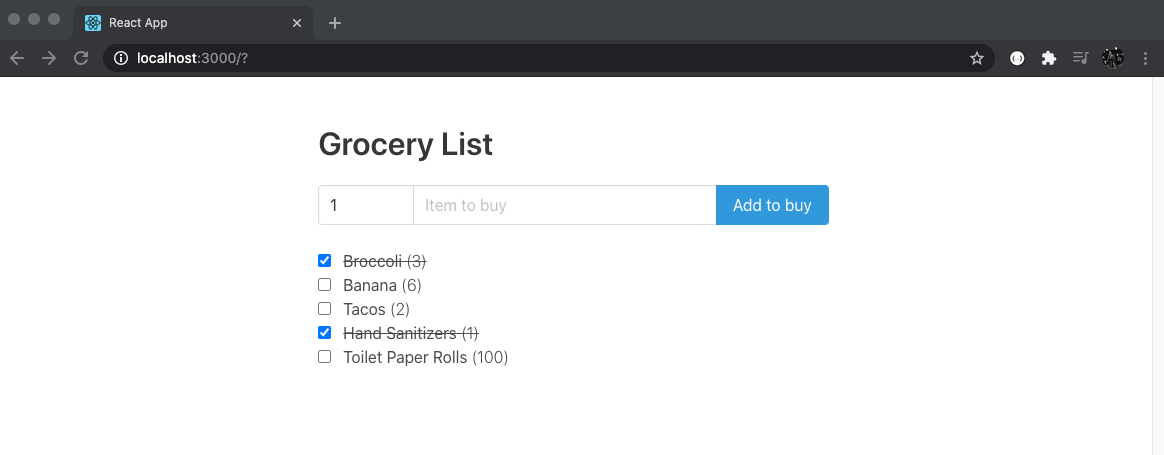 React App
localhost:3000/?
Grocery List
1 Item to buy Add to buy
Broccoli (3)
Banana (6)
Tacos (2)
Hand Sanitizers (1)
Toilet Paper Rolls (100)